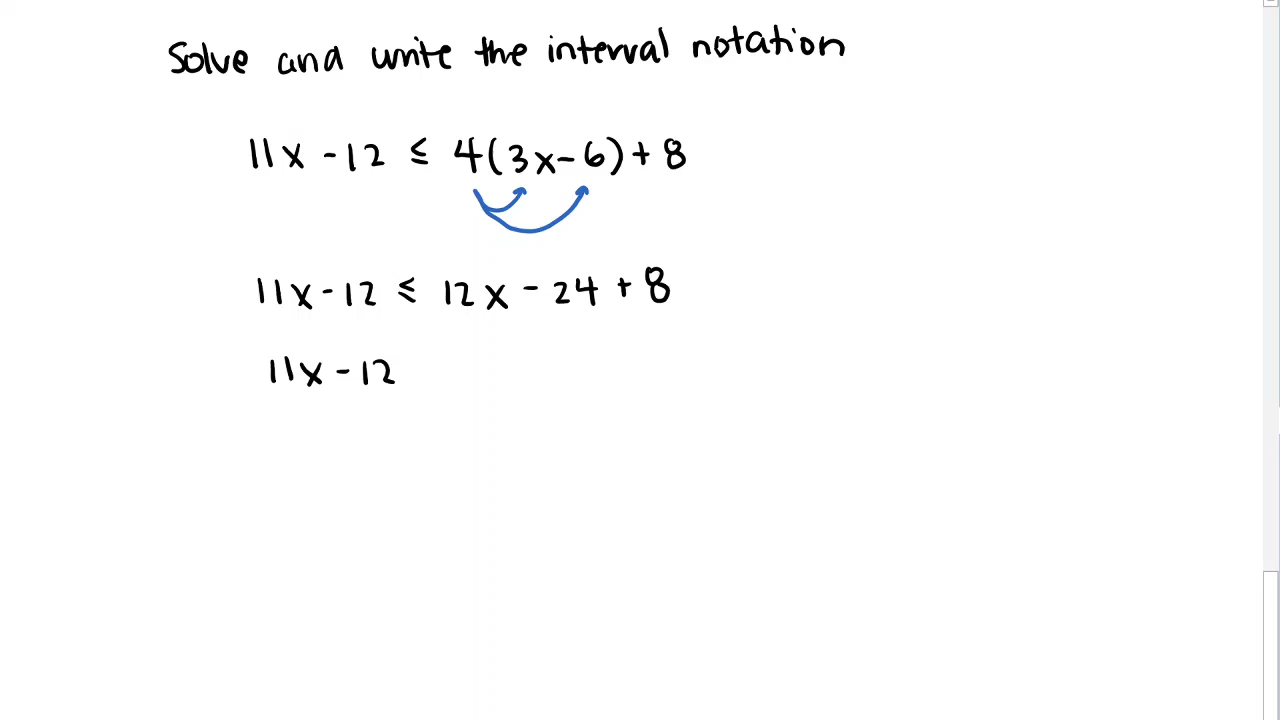 Solve and write the interval notation
11x - 12 ≤ 4(3x - 6) + 8
11x - 12 ≤ 12x - 24 + 8
11x - 12